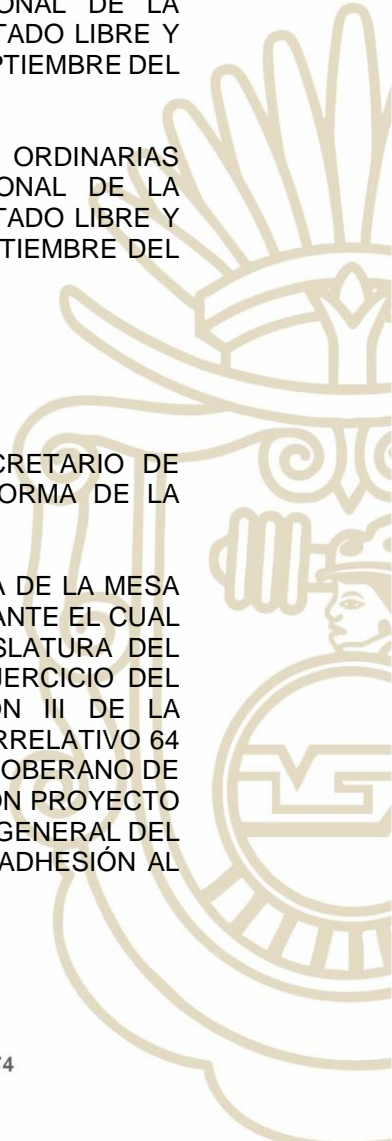 ONAL DE LA
TADO LIBRE Y
PTIEMBRE DEL
ORDINARIAS
ONAL DE LA
TADO LIBRE Y
TIEMBRE DEL
CRETARIO DE
ORMA DE LA
A DE LA MESA
ANTE EL CUAL
SLATURA DEL
JERCICIO DEL
ÓN III DE LA
RRELATIVO 64
OBERANO DE
ON PROYECTO
GENERAL DEL
ADHESIÓN AL
74